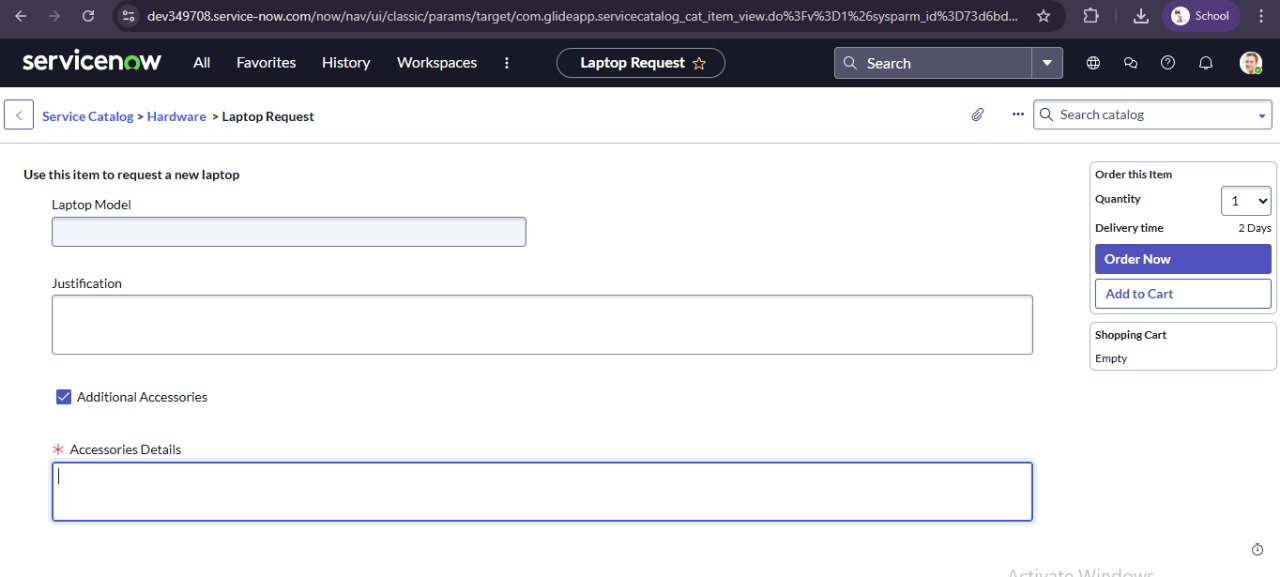 dev349708.service-now.com/now/nav/ui/classic/params/target/com.glideapp.servicecatalog_cat_item_view.do%3Fv%3D1%26sysparm_id%3D73d6bd...
School
servicenow
All
Favorites
History
Workspaces
Laptop Request
Search
Service Catalog > Hardware > Laptop Request
Search catalog
Use this item to request a new laptop
Laptop Model
Justification
Additional Accessories
* Accessories Details
Order this Item
Quantity
1
Delivery time
2 Days
Order Now
Add to Cart
Shopping Cart
Empty
Activate Windows